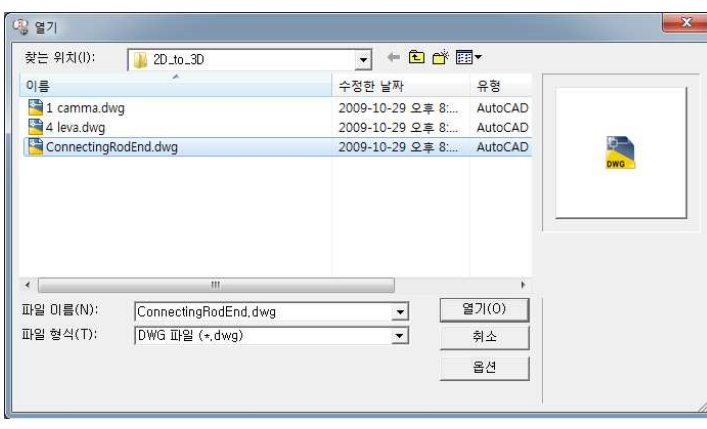 열기
찾는 위치(I): 2D_to_3D
이름 수정한 날짜 유형
1 camma.dwg 2009-10-29 오후 8:... AutoCAD
4 leva.dwg 2009-10-29 오후 8:... AutoCAD
ConnectingRodEnd.dwg 2009-10-29 오후 8:... AutoCAD
DWG
파일 이름(N): ConnectingRodEnd.dwg 열기(O)
파일 형식(T): DWG 파일 (*.dwg) 취소
옵션